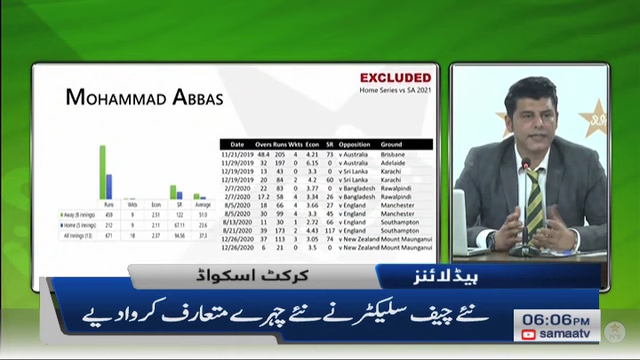 EXCLUDED
Home Series vs SA 2021
MOHAMMAD ABBAS
Runs Wkts Econ SR Average
Away (8 innings) 459 9 2.51 122 51.0
Home (5 innings) 212 9 2.11 67.11 23.6
All innings (13) 671 18 2.37 94.56 37.3
Date Overs Runs Wkts Econ SR Opposition Ground
11/21/2019 48.4 205 4 4.21 73 v Australia Brisbane
11/29/2019 32 197 0 6.15 0 v Australia Adelaide
12/19/2019 13 43 0 3.3 0 v Sri Lanka Karachi
12/19/2019 20 84 2 4.2 60 v Sri Lanka Karachi
2/7/2020 22 83 0 3.77 0 v Bangladesh Rawalpindi
2/7/2020 17.2 58 4 3.34 26 v Bangladesh Rawalpindi
8/5/2020 18 66 4 3.66 27 v England Manchester
8/5/2020 30 99 4 3.3 45 v England Manchester
8/13/2020 11 30 1 2.72 66 v England Southampton
8/21/2020 39 173 2 4.43 117 v England Southampton
12/26/2020 37 113 3 3.05 74 v New Zealand Mount Maunganui
12/26/2020 6 21 0 3.5 0 v New Zealand Mount Maunganui
ہیڈلائنز
کرکٹ اسکواڈ
نئے چیف سلیکٹر نے نئے چہرے متعارف کروا دیے
06:06PM
samaatv